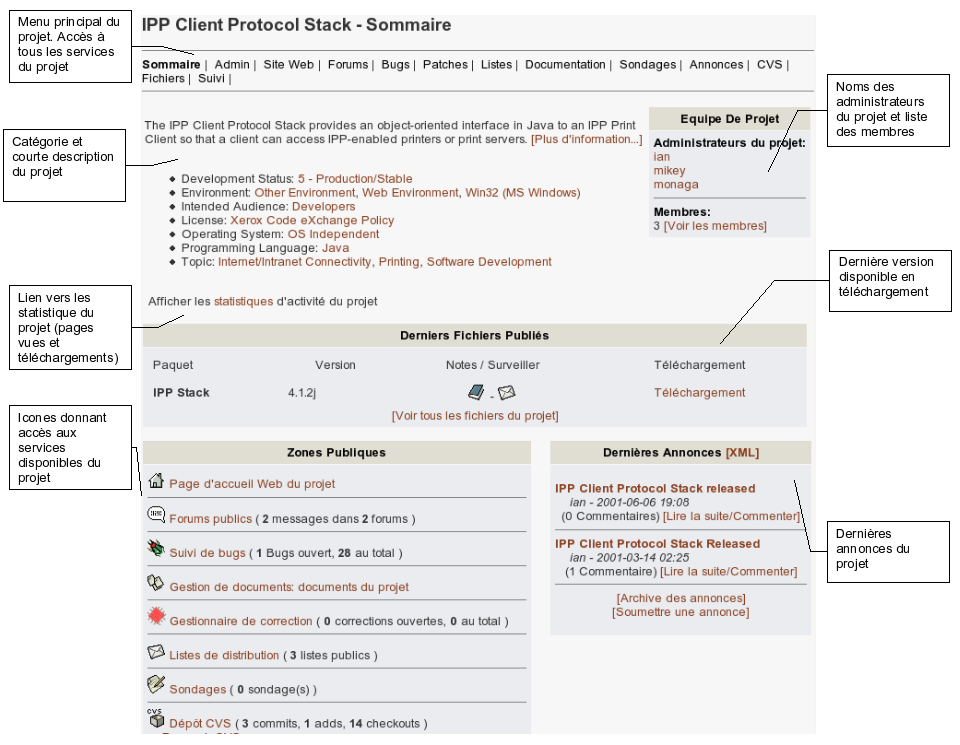 Menu principal du
projet. Accès à
tous les services
du projet
IPP Client Protocol Stack - Sommaire
Sommaire | Admin | Site Web | Forums | Bugs | Patches | Listes | Documentation | Sondages | Annonces | CVS |
Fichiers | Suivi |
Catégorie et
courte description
du projet
The IPP Client Protocol Stack provides an object-oriented interface in Java to an IPP Print
Client so that a client can access IPP-enabled printers or print servers. [Plus d'information...]
Development Status: 5 - Production/Stable
Environment: Other Environment, Web Environment, Win32 (MS Windows)
Intended Audience: Developers
License: Xerox Code eXchange Policy
Operating System: OS Independent
Programming Language: Java
Topic: Internet/Intranet Connectivity, Printing, Software Development
Equipe De Projet
Administrateurs du projet:
ian
mikey
monaga
Membres:
3 [Voir les membres]
Noms des
administrateurs
du projet et liste
des membres
Lien vers les
statistique du
projet (pages
vues et
téléchargements)
Afficher les statistiques d'activité du projet
Dernière version
disponible en
téléchargement
Derniers Fichiers Publiés
Paquet Version Notes / Surveiller Téléchargement
IPP Stack 4.1.2j - Téléchargement
[Voir tous les fichiers du projet]
Icones donnant
accès aux
services
disponibles du
projet
Zones Publiques
Page d'accueil Web du projet
Forums publics ( 2 messages dans 2 forums )
Suivi de bugs ( 1 Bugs ouvert, 28 au total )
Gestion de documents: documents du projet
Gestionnaire de correction ( 0 corrections ouvertes, 0 au total )
Listes de distribution ( 3 listes publics )
Sondages ( 0 sondage(s) )
cvs
Dépôt CVS ( 3 commits, 1 adds, 14 checkouts )
Dernières Annonces [XML]
IPP Client Protocol Stack released
ian - 2001-06-06 19:08
(0 Commentaires) [Lire la suite/Commenter]
IPP Client Protocol Stack Released
ian - 2001-03-14 02:25
(1 Commentaire) [Lire la suite/Commenter]
[Archive des annonces]
[Soumettre une annonce]
Dernières
annonces du
projet